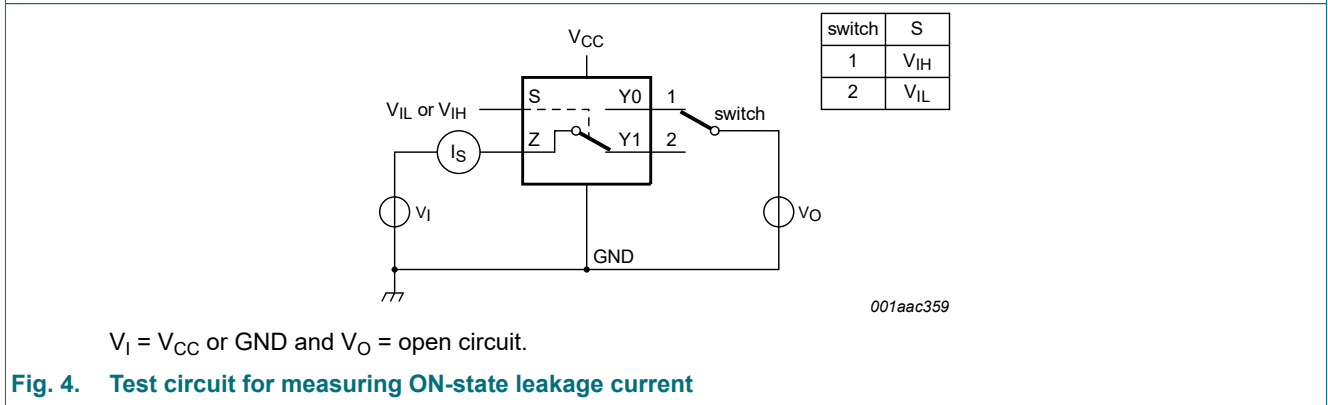 switch S
1 VIH
2 VIL
VCC
S Y0 1
VIL or VIH
switch
Z Y1 2
IS
VI
VO
GND
001aac359
VI = VCC or GND and VO = open circuit.
Fig. 4. Test circuit for measuring ON-state leakage current